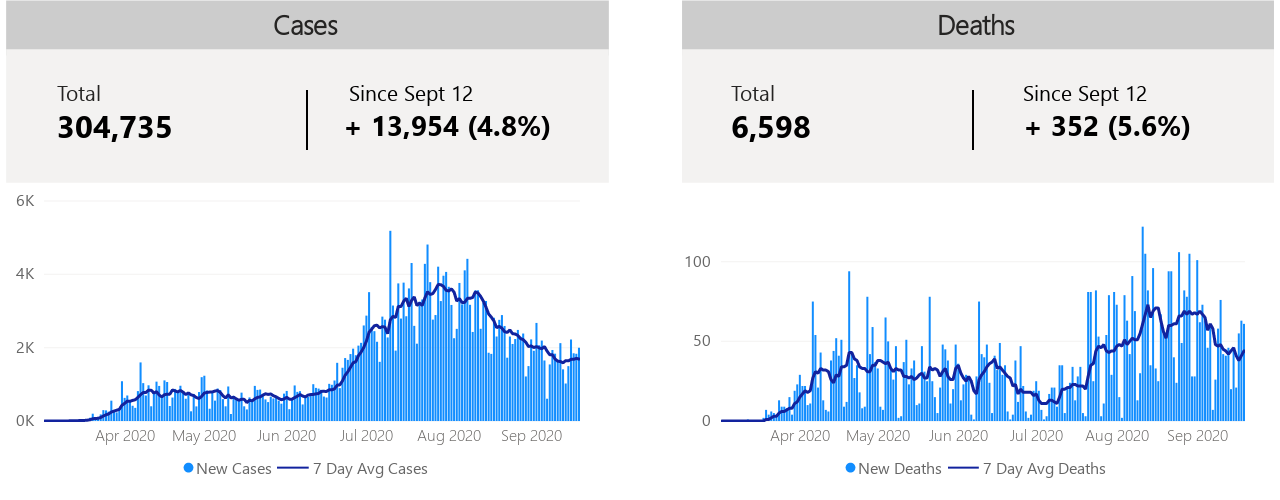 Cases
Total
304,735
Since Sept 12
+ 13,954 (4.8%)
6K
4K
2K
0K
Apr 2020 May 2020 Jun 2020 Jul 2020 Aug 2020 Sep 2020
New Cases 7 Day Avg Cases
Deaths
Total
6,598
Since Sept 12
+ 352 (5.6%)
100
50
0
Apr 2020 May 2020 Jun 2020 Jul 2020 Aug 2020 Sep 2020
New Deaths 7 Day Avg Deaths